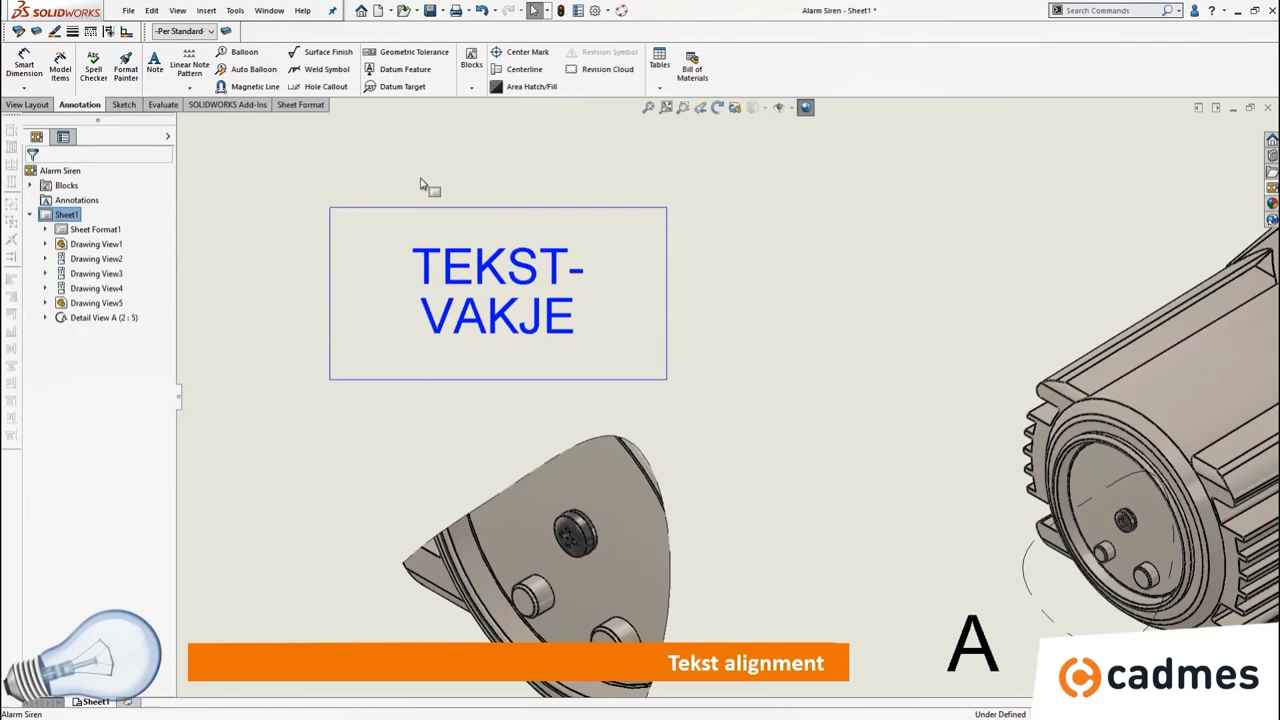 SOLIDWORKS File Edit View Insert Tools Window Help Alarm Siren - Sheet1 * Search Commands
-Per Standard-
Smart Dimension
Model Items
Spell Checker
Format Painter
Note
Linear Note Pattern
Balloon
Auto Balloon
Magnetic Line
Surface Finish
Weld Symbol
Hole Callout
Geometric Tolerance
Datum Feature
Datum Target
Blocks
Center Mark
Centerline
Area Hatch/Fill
Revision Symbol
Revision Cloud
Tables
Bill of Materials
View Layout Annotation Sketch Evaluate SOLIDWORKS Add-Ins Sheet Format
Alarm Siren
Blocks
Annotations
Sheet1
Sheet Format1
Drawing View1
Drawing View2
Drawing View3
Drawing View4
Drawing View5
Detail View A (2 : 5)
TEKST-
VAKJE
A
Tekst alignment
cadmes
Sheet1
Alarm Siren Under Defined